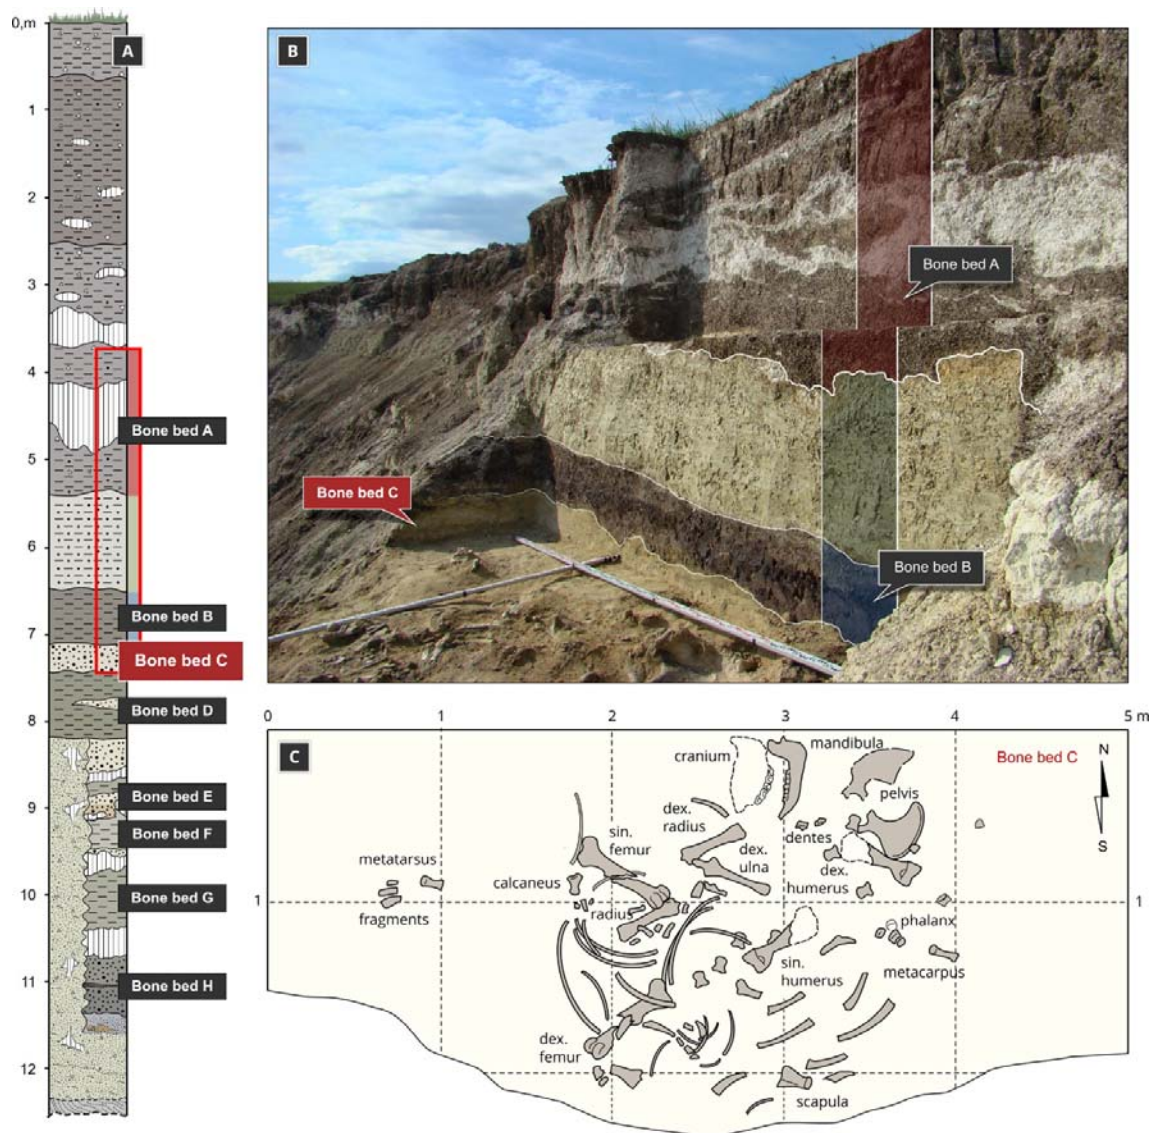 0,m
A
1
2
3
4
Bone bed A
5
6
Bone bed B
7
Bone bed C
Bone bed D
8
Bone bed E
9
Bone bed F
Bone bed G
10
11
Bone bed H
12
B
Bone bed A
Bone bed C
Bone bed B
0
1
2
3
4
5 m
C
Bone bed C
N
S
cranium
mandibula
pelvis
dex.
radius
sin.
femur
dentes
dex.
ulna
dex.
humerus
metatarsus
calcaneus
fragments
radius
1
1
phalanx
sin.
humerus
metacarpus
dex.
femur
scapula